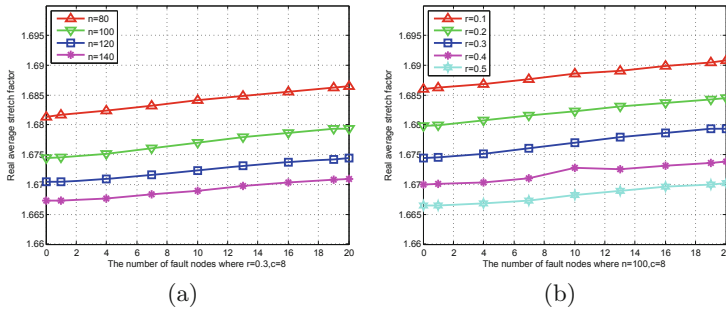 1.695
1.69
1.685
1.68
1.675
1.67
1.665
1.66
Real average stretch factor
n=80
n=100
n=120
n=140
0 2 4 6 8 10 12 14 16 18 20
The number of fault nodes where r=0.3,c=8
(a)
1.695
1.69
1.685
1.68
1.675
1.67
1.665
1.66
Real average stretch factor
r=0.1
r=0.2
r=0.3
r=0.4
r=0.5
0 2 4 6 8 10 12 14 16 18 2
The number of fault nodes where n=100,c=8
(b)